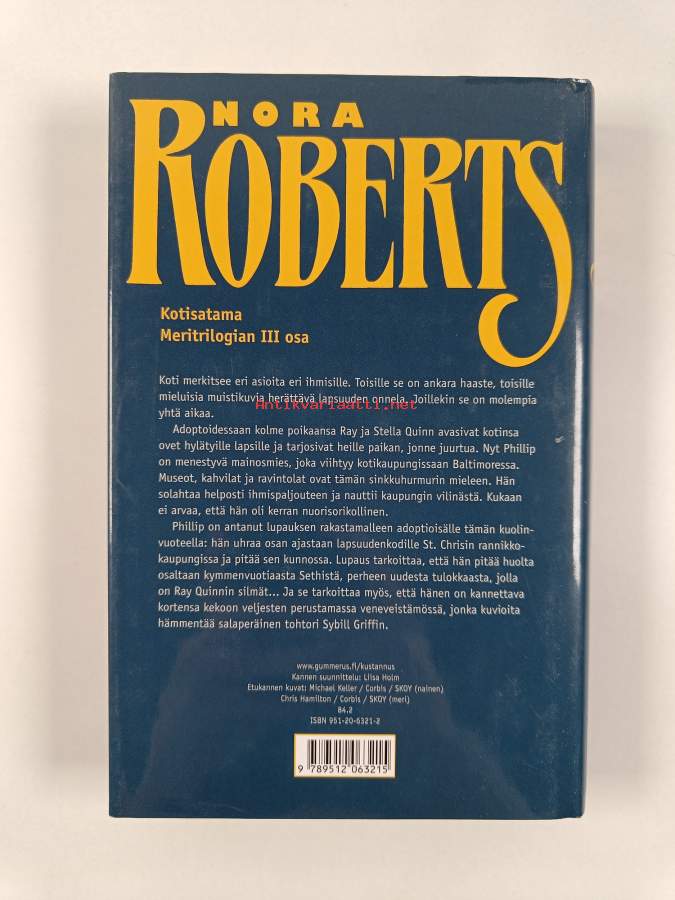 NORA
ROBERTS
Kotisatama
Meritrilogian III osa
Koti merkitsee eri asioita eri ihmisille. Toisille se on ankara haaste, toisille
mieluisia muistikuvia herättävä lapsuuden onnela. Joillekin se on molempia
Antikvariaatti.net
yhtä aikaa.
Adoptoidessaan kolme poikaansa Ray ja Stella Quinn avasivat kotinsa
ovet hylätyille lapsille ja tarjosivat heille paikan, jonne juurtua. Nyt Phillip
on menestyvä mainosmies, joka viihtyy kotikaupungissaan Baltimoressa.
Museot, kahvilat ja ravintolat ovat tämän sinkkuhurmurin mieleen. Hän
solahtaa helposti ihmispaljouteen ja nauttii kaupungin vilinästä. Kukaan
ei arvaa, että hän oli kerran nuorisorikollinen.
Phillip on antanut lupauksen rakastamalleen adoptioisälle tämän kuolin-
vuoteella: hän uhraa osan ajastaan lapsuudenkodille St. Chrisin rannikko-
kaupungissa ja pitää sen kunnossa. Lupaus tarkoittaa, että hän pitää huolta
osaltaan kymmenvuotiaasta Sethistä, perheen uudesta tulokkaasta, jolla
on Ray Quinnin silmät... Ja se tarkoittaa myös, että hänen on kannettava
kortensa kekoon veljesten perustamassa veneveistämössä, jonka kuvioita
hämmentää salaperäinen tohtori Sybill Griffin.
www.gummerus.fi/kustannus
Kannen suunnittelu: Liisa Holm
Etukannen kuvat: Michael Keller / Corbis / SKOY (nainen)
Chris Hamilton / Corbis / SKOY (meri)
84.2
ISBN 951-20-6321-2
9 789512 063215